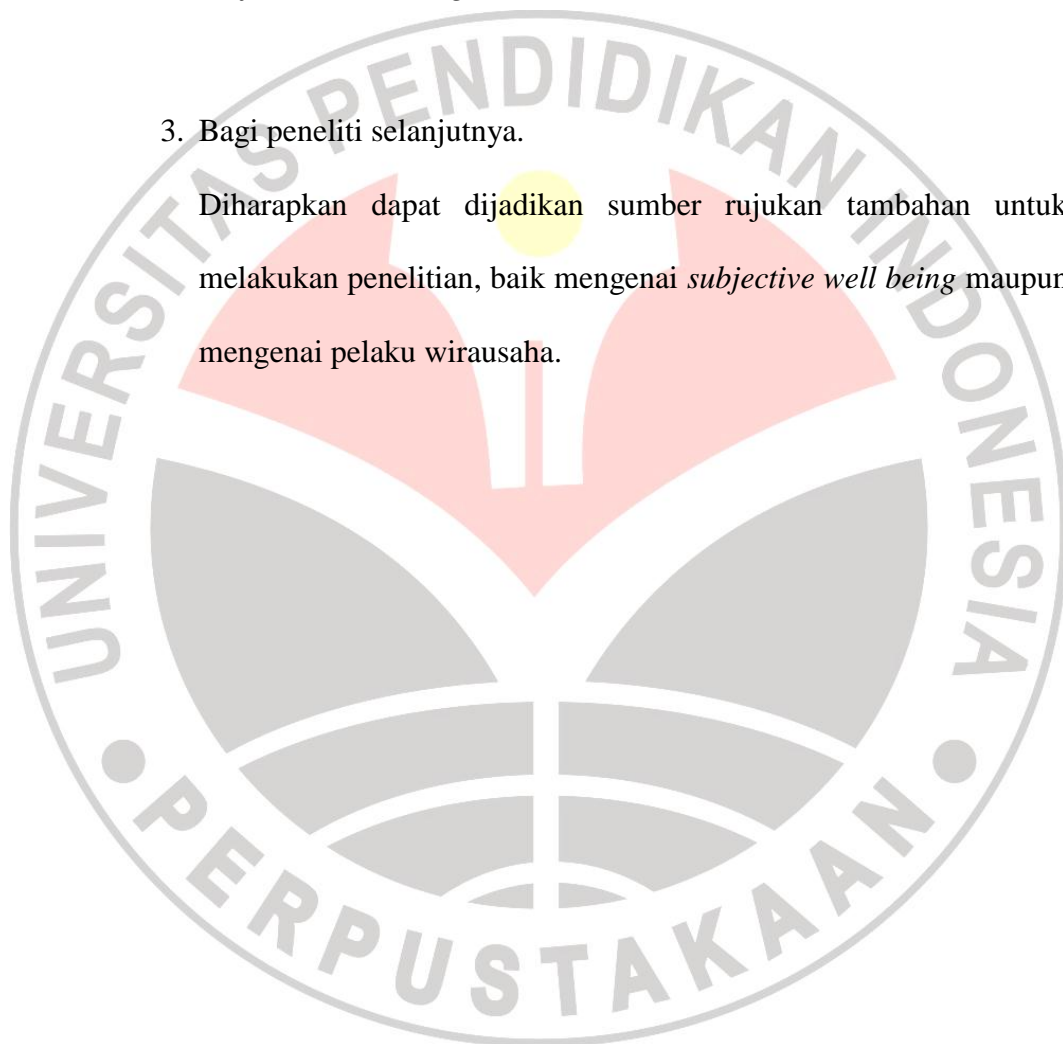 3. Bagi peneliti selanjutnya.
Diharapkan dapat dijadikan sumber rujukan tambahan untuk
melakukan penelitian, baik mengenai subjective well being maupun
mengenai pelaku wirausaha.
UNIVERSITAS PENDIDIKAN INDONESIA
PERPUSTAKAAN